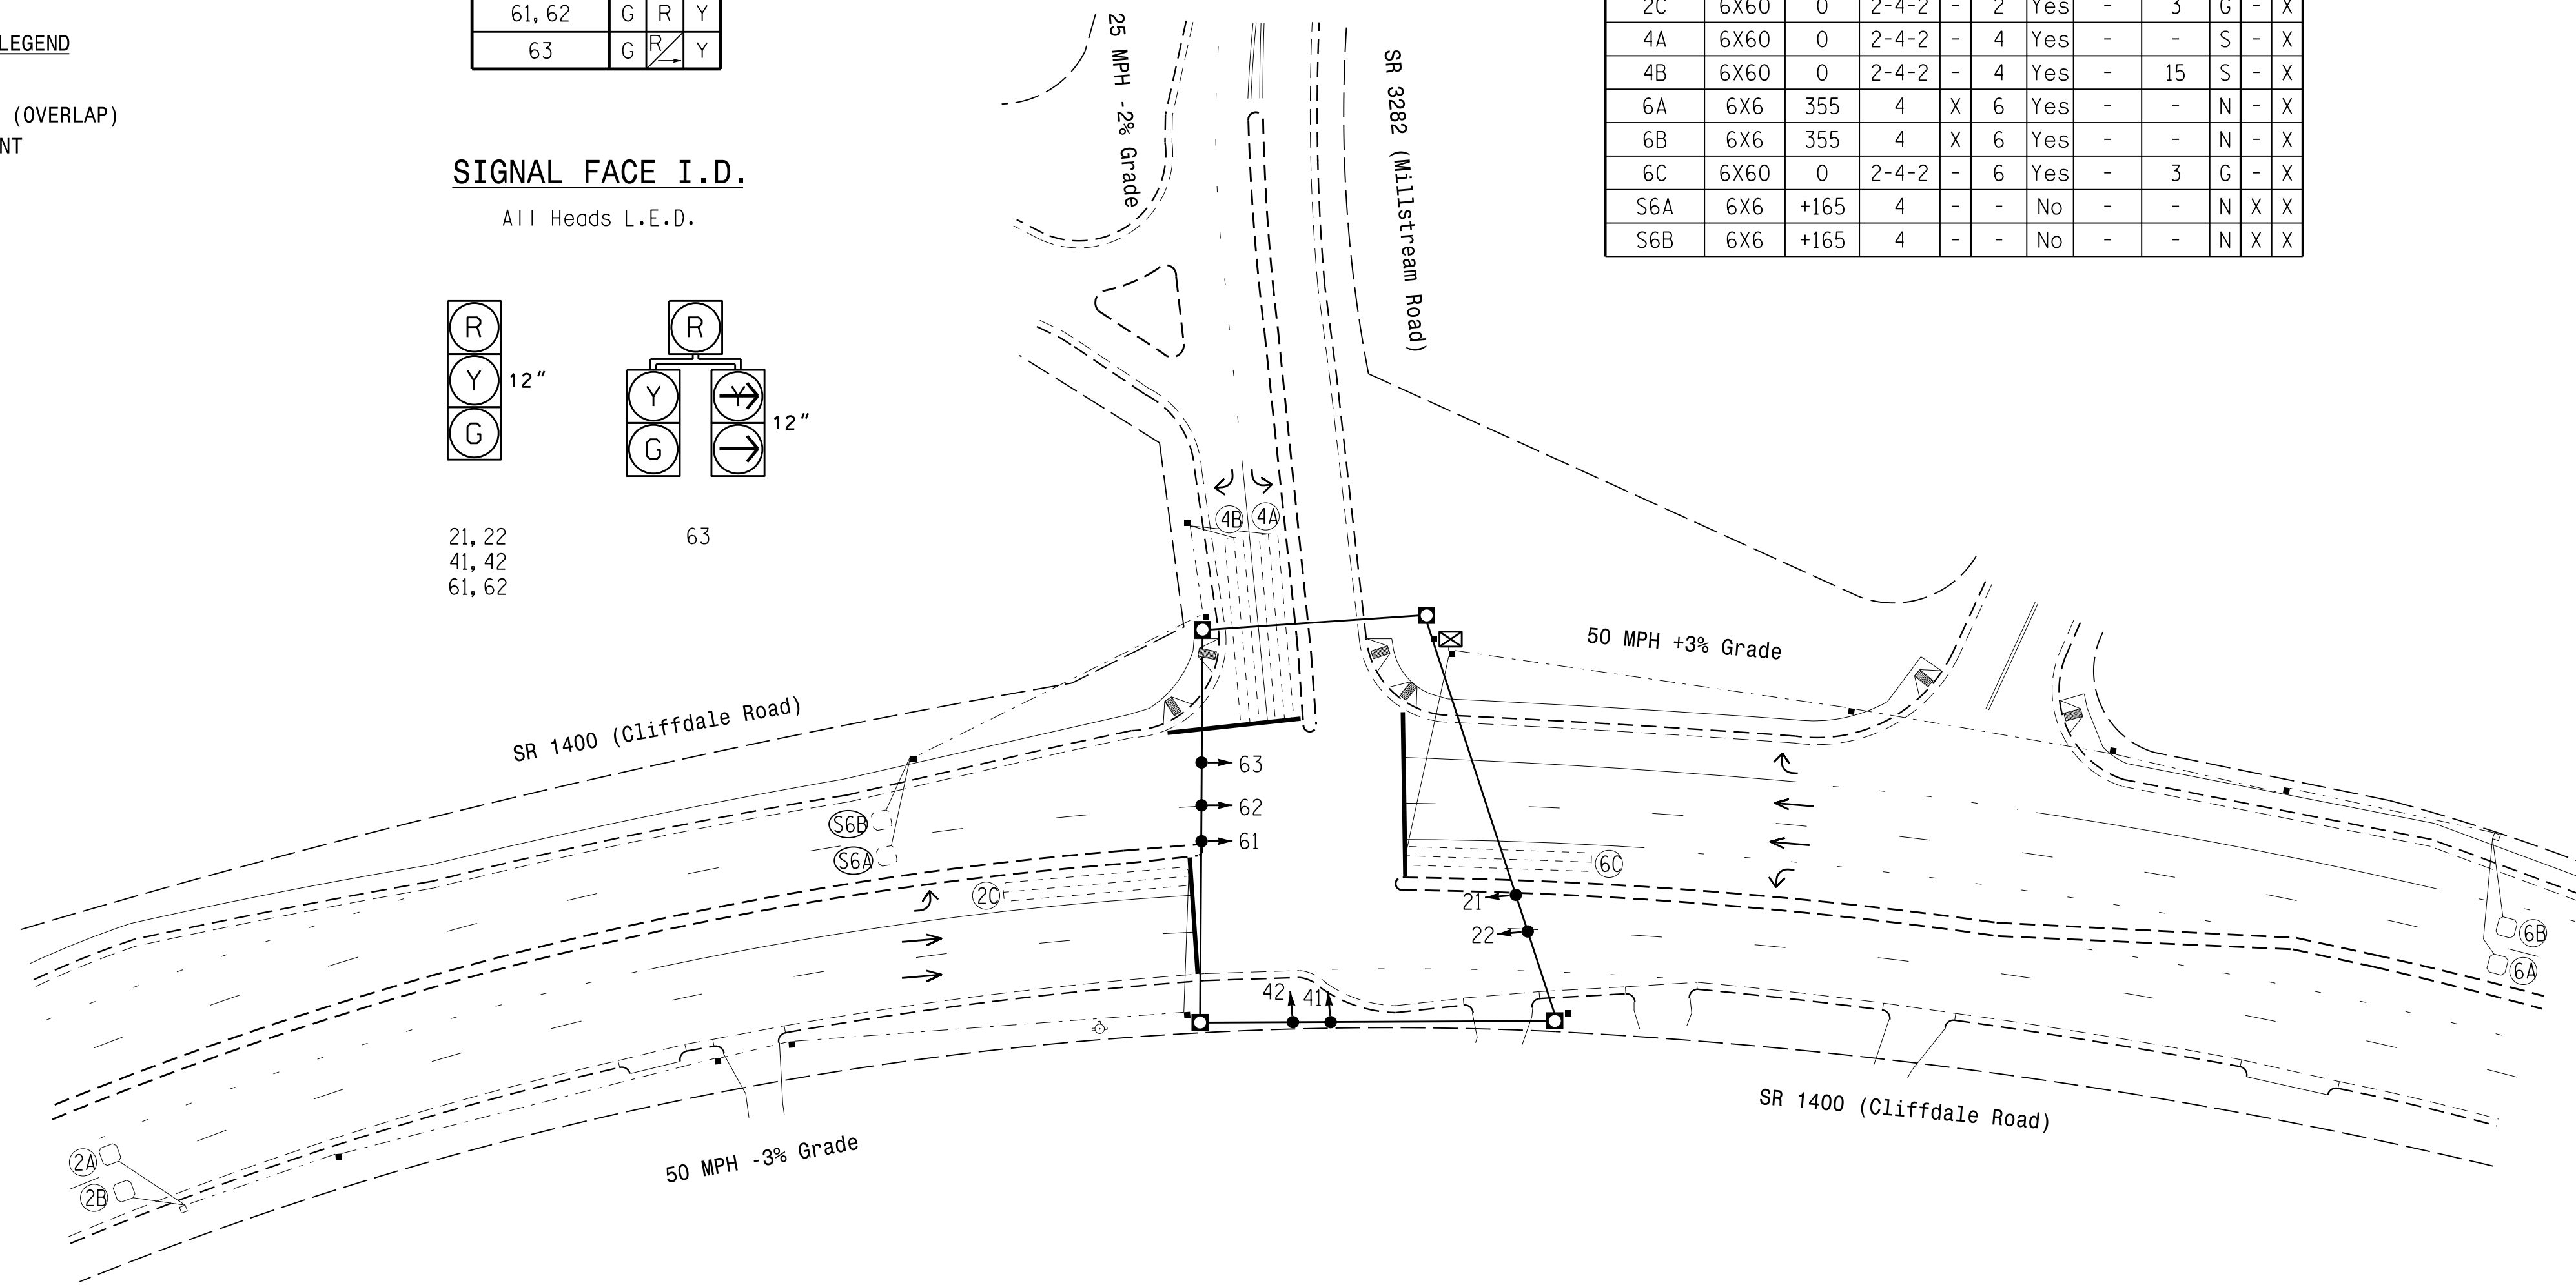 LEGEND
(OVERLAP)
NT
61, 62 G R Y
63 G R Y
SIGNAL FACE I.D.
All Heads L.E.D.
R
Y
G
12"
R
Y
G
Y
12"
21, 22
41, 42
61, 62
63
2C 6X60 0 2-4-2 - 2 Yes - 3 G - X
4A 6X60 0 2-4-2 - 4 Yes - - S - X
4B 6X60 0 2-4-2 - 4 Yes - 15 S - X
6A 6X6 355 4 X 6 Yes - - N - X
6B 6X6 355 4 X 6 Yes - - N - X
6C 6X60 0 2-4-2 - 6 Yes - 3 G - X
S6A 6X6 +165 4 - - No - - N X X
S6B 6X6 +165 4 - - No - - N X X
25 MPH -2% Grade
SR 3282 (Millstream Road)
4B
4A
50 MPH +3% Grade
SR 1400 (Cliffdale Road)
63
62
61
S6B
S6A
2C
6C
21
22
6B
6A
42
41
SR 1400 (Cliffdale Road)
50 MPH -3% Grade
2A
2B